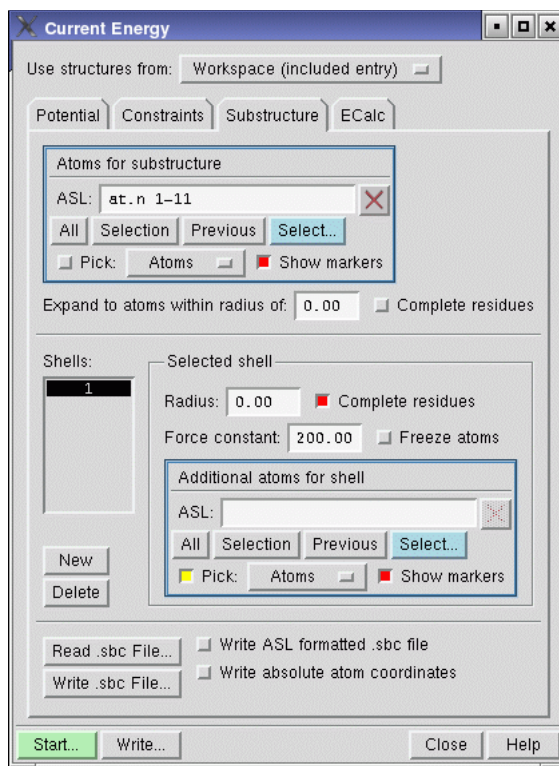 Current Energy
Use structures from: Workspace (included entry)
Potential Constraints Substructure ECalc
Atoms for substructure
ASL: at.n 1-11
All Selection Previous Select...
Pick: Atoms Show markers
Expand to atoms within radius of: 0.00 Complete residues
Shells:
1
New
Delete
Selected shell
Radius: 0.00 Complete residues
Force constant: 200.00 Freeze atoms
Additional atoms for shell
ASL:
All Selection Previous Select...
Pick: Atoms Show markers
Read .sbc File... Write ASL formatted .sbc file
Write .sbc File... Write absolute atom coordinates
Start... Write... Close Help